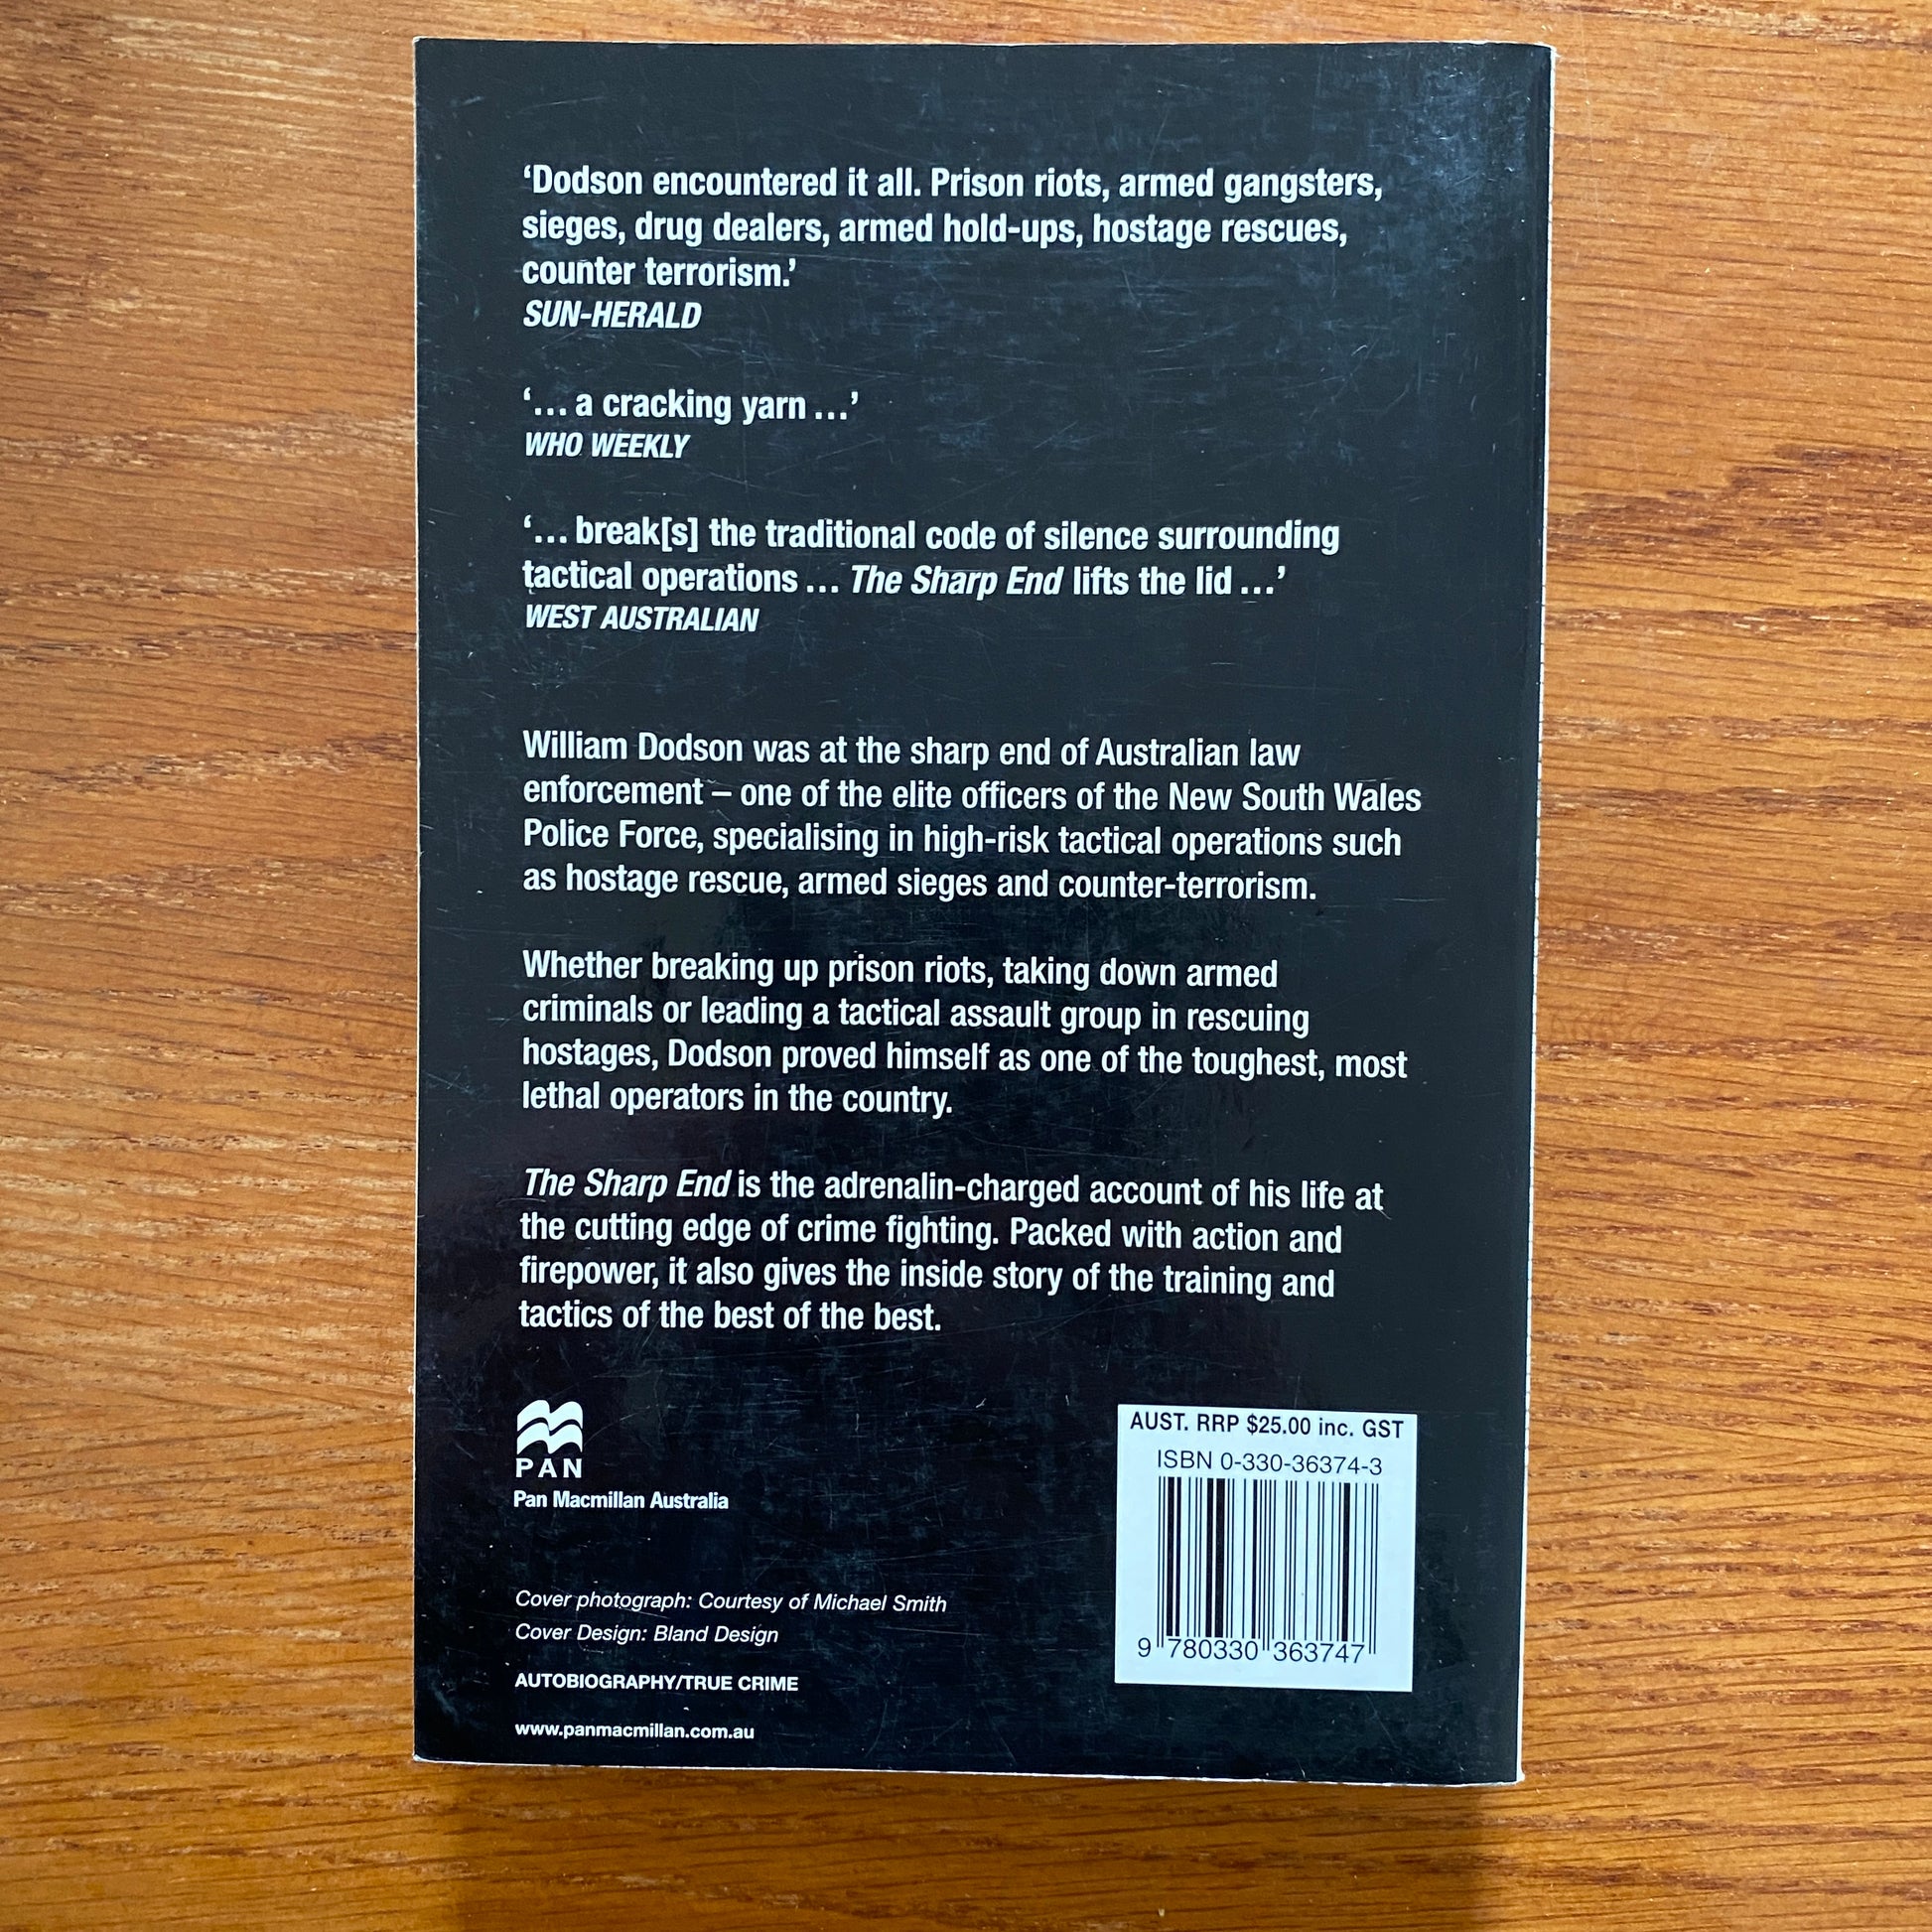 ‘Dodson encountered it all. Prison riots, armed gangsters,
sieges, drug dealers, armed hold-ups, hostage rescues,
counter terrorism.’
SUN-HERALD
‘... a cracking yarn ...’
WHO WEEKLY
‘... break[s] the traditional code of silence surrounding
tactical operations ... The Sharp End lifts the lid ...’
WEST AUSTRALIAN
William Dodson was at the sharp end of Australian law
enforcement – one of the elite officers of the New South Wales
Police Force, specialising in high-risk tactical operations such
as hostage rescue, armed sieges and counter-terrorism.
Whether breaking up prison riots, taking down armed
criminals or leading a tactical assault group in rescuing
hostages, Dodson proved himself as one of the toughest, most
lethal operators in the country.
The Sharp End is the adrenalin-charged account of his life at
the cutting edge of crime fighting. Packed with action and
firepower, it also gives the inside story of the training and
tactics of the best of the best.
PAN
Pan Macmillan Australia
Cover photograph: Courtesy of Michael Smith
Cover Design: Bland Design
AUTOBIOGRAPHY/TRUE CRIME
www.panmacmillan.com.au
AUST. RRP $25.00 inc. GST
ISBN 0-330-36374-3
9 780330 363747